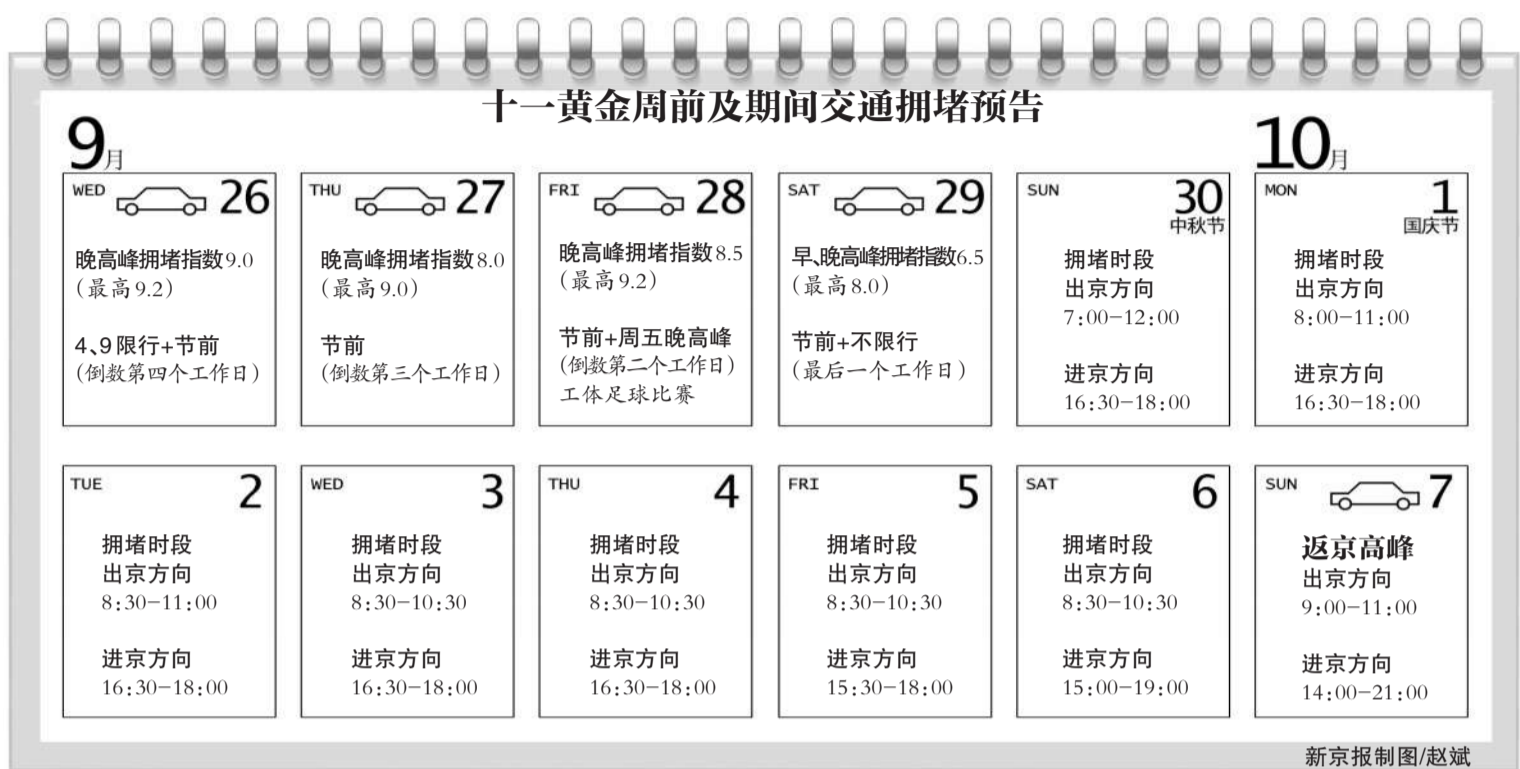 十一黄金周前及期间交通拥堵预告
9月
10月
WED 26
晚高峰拥堵指数9.0
（最高9.2）
4、9限行+节前
（倒数第四个工作日）
THU 27
晚高峰拥堵指数8.0
（最高9.0）
节前
（倒数第三个工作日）
FRI 28
晚高峰拥堵指数8.5
（最高9.2）
节前+周五晚高峰
（倒数第二个工作日）
工体足球比赛
SAT 29
早、晚高峰拥堵指数6.5
（最高8.0）
节前+不限行
（最后一个工作日）
SUN 30
中秋节
拥堵时段
出京方向
7:00-12:00
进京方向
16:30-18:00
MON 1
国庆节
拥堵时段
出京方向
8:00-11:00
进京方向
16:30-18:00
TUE 2
拥堵时段
出京方向
8:30-11:00
进京方向
16:30-18:00
WED 3
拥堵时段
出京方向
8:30-10:30
进京方向
16:30-18:00
THU 4
拥堵时段
出京方向
8:30-10:30
进京方向
16:30-18:00
FRI 5
拥堵时段
出京方向
8:30-10:30
进京方向
15:30-18:00
SAT 6
拥堵时段
出京方向
8:30-10:30
进京方向
15:00-19:00
SUN 7
返京高峰
出京方向
9:00-11:00
进京方向
14:00-21:00
新京报制图/赵斌